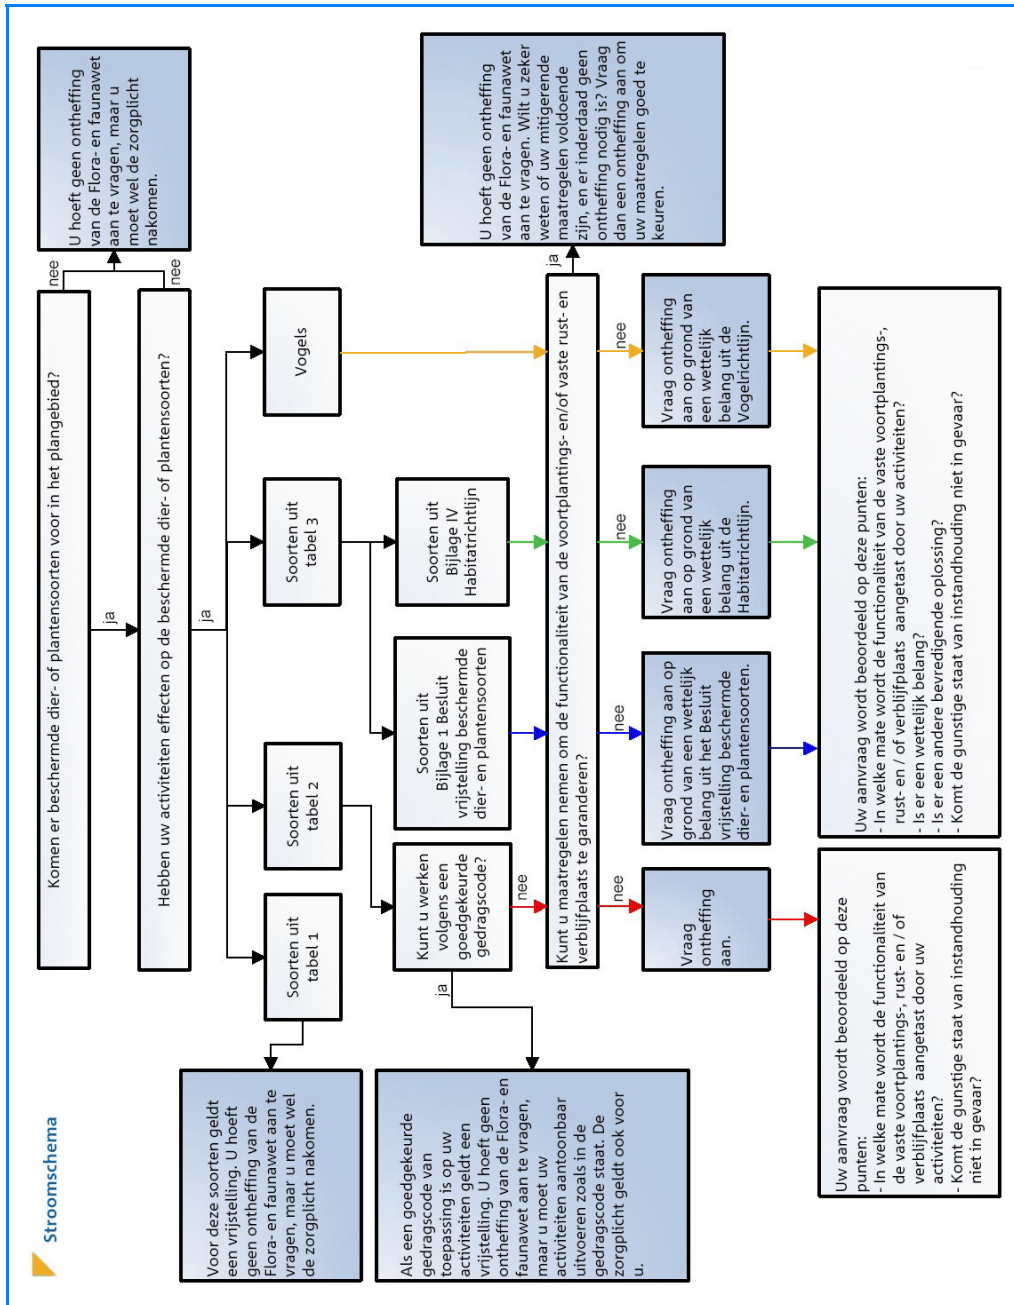 Stroomschema
Komen er beschermde dier- of plantensoorten voor in het plangebied?
nee
U hoeft geen ontheffing
van de Flora- en faunawet
aan te vragen, maar u
moet wel de zorgplicht
nakomen.
ja
Hebben uw activiteiten effecten op de beschermde dier- of plantensoorten?
nee
ja
Voor deze soorten geldt
een vrijstelling. U hoeft
geen ontheffing van de
Flora- en faunawet aan te
vragen, maar u moet wel
de zorgplicht nakomen.
Soorten uit
tabel 1
Soorten uit
tabel 2
Soorten uit
tabel 3
Vogels
Als een goedgekeurde
gedragscode van
toepassing is op uw
activiteiten geldt een
vrijstelling. U hoeft geen
ontheffing van de Flora- en
faunawet aan te vragen,
maar u moet uw
activiteiten aantoonbaar
uitvoeren zoals in de
gedragscode staat. De
zorgplicht geldt ook voor
u.
ja
Kunt u werken
volgens een
goedgekeurde
gedragscode?
nee
Soorten uit
Bijlage 1 Besluit
vrijstelling beschermde
dier- en plantsoorten
Soorten uit
Bijlage IV
Habitatrichtlijn
Kunt u maatregelen nemen om de functionaliteit van de voortplantings- en/of vaste rust- en
verblijfplaats te garanderen?
ja
U hoeft geen ontheffing
van de Flora- en faunawet
aan te vragen. Wilt u zeker
weten of uw mitigerende
maatregelen voldoende
zijn, en er inderdaad geen
ontheffing nodig is? Vraag
dan een ontheffing aan om
uw maatregelen goed te
keuren.
nee
nee
nee
nee
Vraag
ontheffing
aan.
Vraag ontheffing aan op
grond van een wettelijk
belang uit het Besluit
vrijstelling beschermde
dier- en plantensoorten.
Vraag ontheffing
aan op grond van
een wettelijk
belang uit de
Habitatrichtlijn.
Vraag ontheffing
aan op grond van
een wettelijk
belang uit de
Vogelrichtlijn.
Uw aanvraag wordt beoordeel op deze
punten:
- In welke mate wordt de functionaliteit van
de vaste voortplantings-, rust- en / of
verblijfplaats aangetast door uw
activiteiten?
- Komt de gunstige staat van instandhouding
niet in gevaar?
Uw aanvraag wordt beoordeel op deze punten:
- In welke mate wordt de functionaliteit van de vaste voortplantings-,
rust- en / of verblijfplaats aangetast door uw activiteiten?
- Is er een wettelijk belang?
- Is er een andere bevredigende oplossing?
- Komt de gunstige staat van instandhouding niet in gevaar?